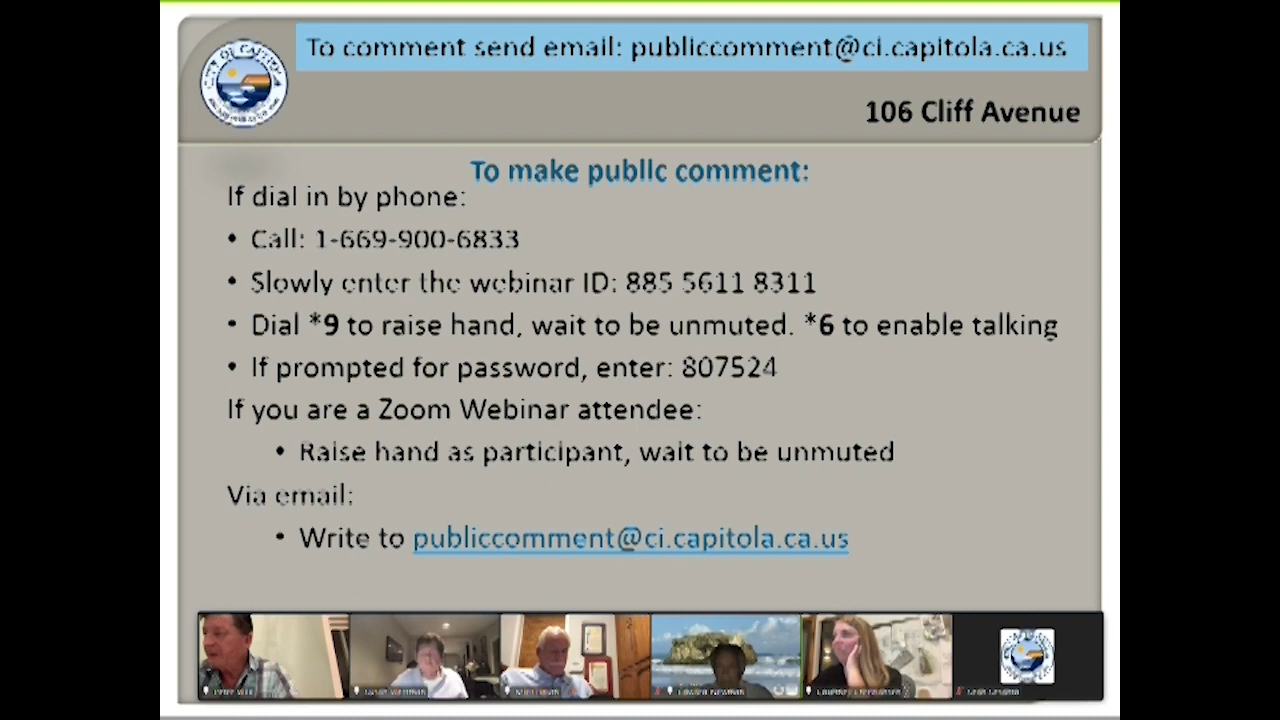 To comment send email: publiccomment@ci.capitola.ca.us
CITY OF CAPITOLA
106 Cliff Avenue
To make public comment:
If dial in by phone:
• Call: 1-669-900-6833
• Slowly enter the webinar ID: 885 5611 8311
• Dial *9 to raise hand, wait to be unmuted. *6 to enable talking
• If prompted for password, enter: 807524
If you are a Zoom Webinar attendee:
• Raise hand as participant, wait to be unmuted
Via email:
• Write to publiccomment@ci.capitola.ca.us